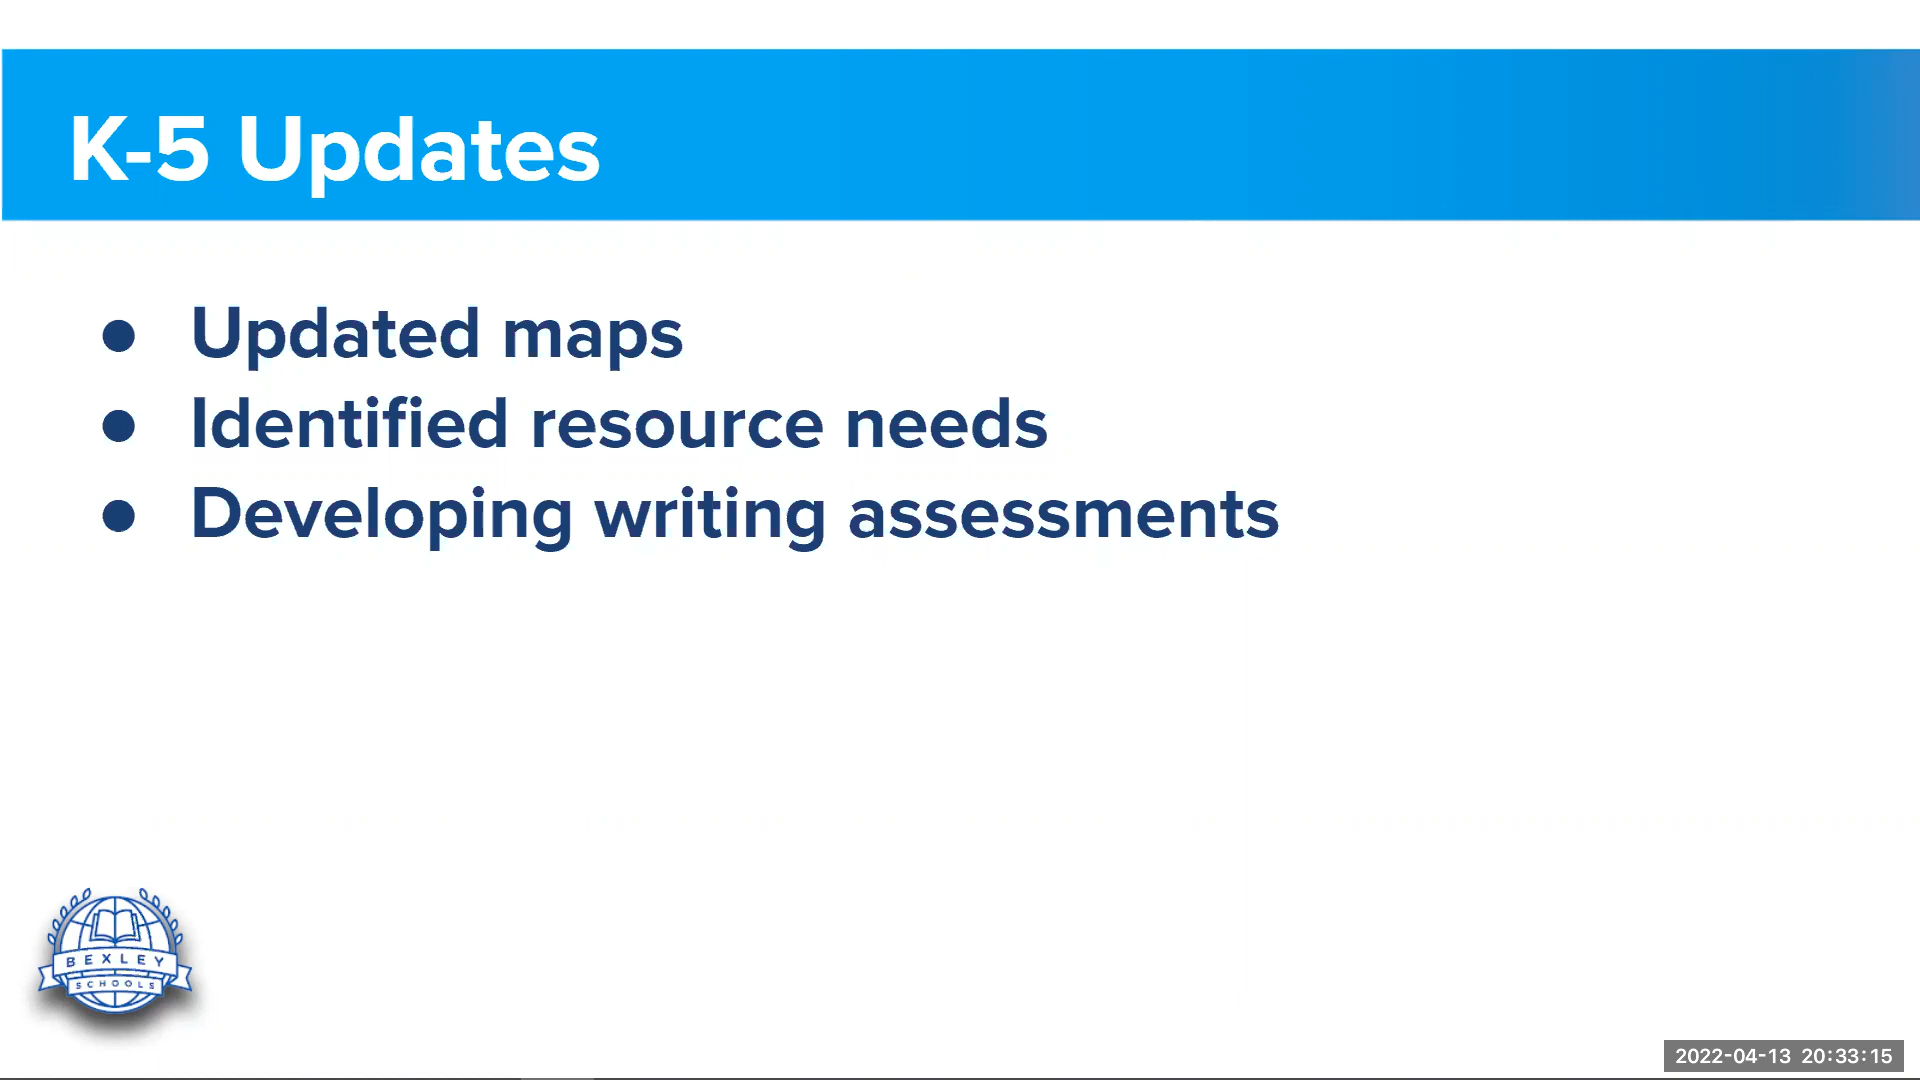 K-5 Updates
● Updated maps
● Identified resource needs
● Developing writing assessments
BEXLEY
SCHOOLS
2022-04-13 20:33:15